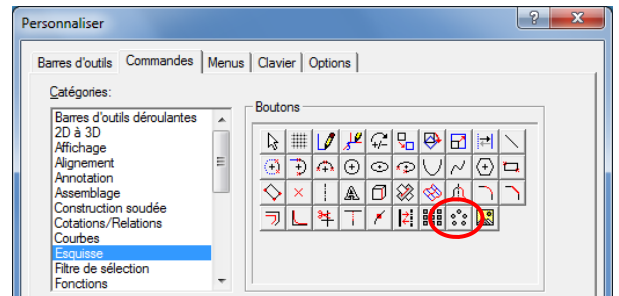 Personnaliser
Barres d'outils Commandes Menus Clavier Options
Catégories:
Boutons
Barres d'outils déroulantes
2D à 3D
Affichage
Alignement
Annotation
Assemblage
Construction soudée
Cotations/Relations
Courbes
Esquisse
Filtre de sélection
Fonctions